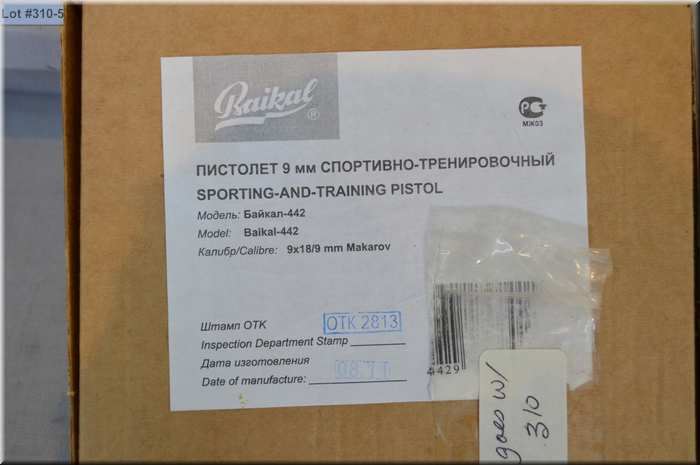 Lot #310-5
Baikal®
МЖ03
ПИСТОЛЕТ 9 мм СПОРТИВНО-ТРЕНИРОВОЧНЫЙ
SPORTING-AND-TRAINING PISTOL
Модель: Байкал-442
Model: Baikal-442
Калибр/Calibre: 9x18/9 mm Makarov
Штамп ОТК ОТК 2813
Inspection Department Stamp
Дата изготовления
Date of manufacture:
4429
goes w/
310